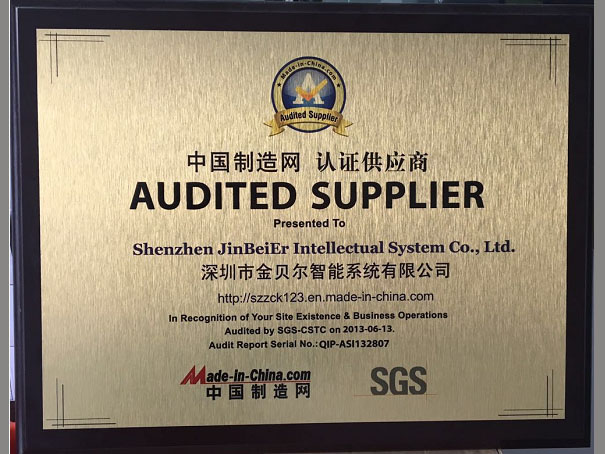 Made-in-China.com
Audited Supplier
中国制造网 认证供应商
AUDITED SUPPLIER
Presented To
Shenzhen JinBeiEr Intellectual System Co., Ltd.
深圳市金贝尔智能系统有限公司
http://szzck123.en.made-in-china.com
In Recognition of Your Site Existence & Business Operations
Audited by SGS-CSTC on 2013-06-13.
Audit Report Serial No.:QIP-ASI132807
Made-in-China.com
中国制造网
SGS